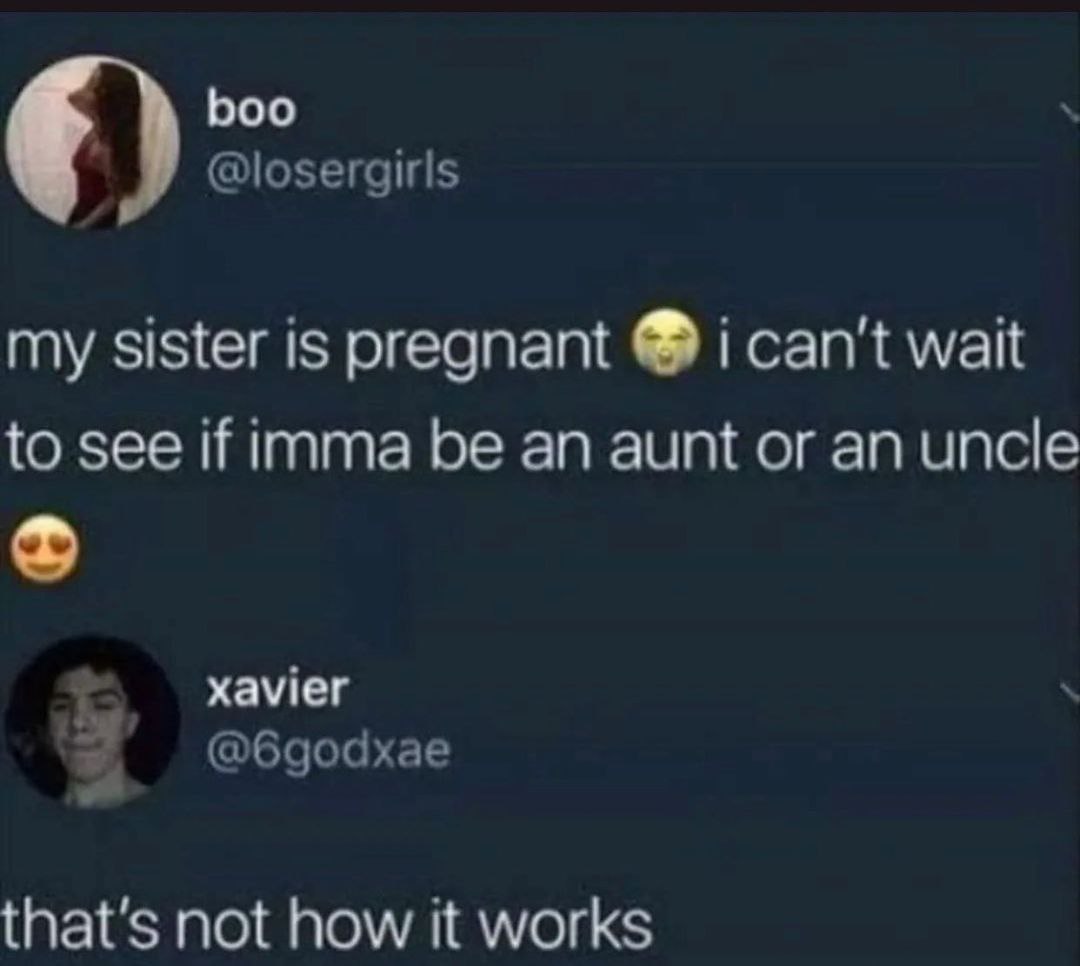 boo
@losergirls
my sister is pregnant 😭 i can't wait
to see if imma be an aunt or an uncle
😍
xavier
@6godxae
that's not how it works